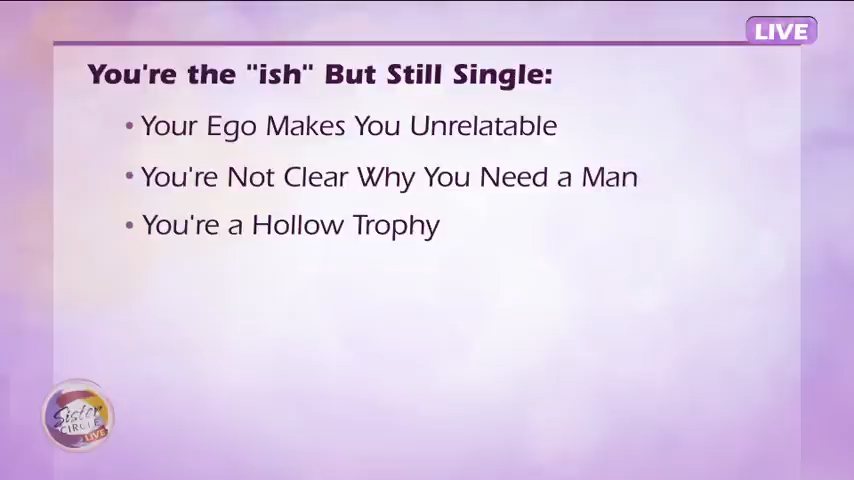 LIVE
You're the "ish" But Still Single:
• Your Ego Makes You Unrelatable
• You're Not Clear Why You Need a Man
• You're a Hollow Trophy
Sister
CIRCLE
LIVE